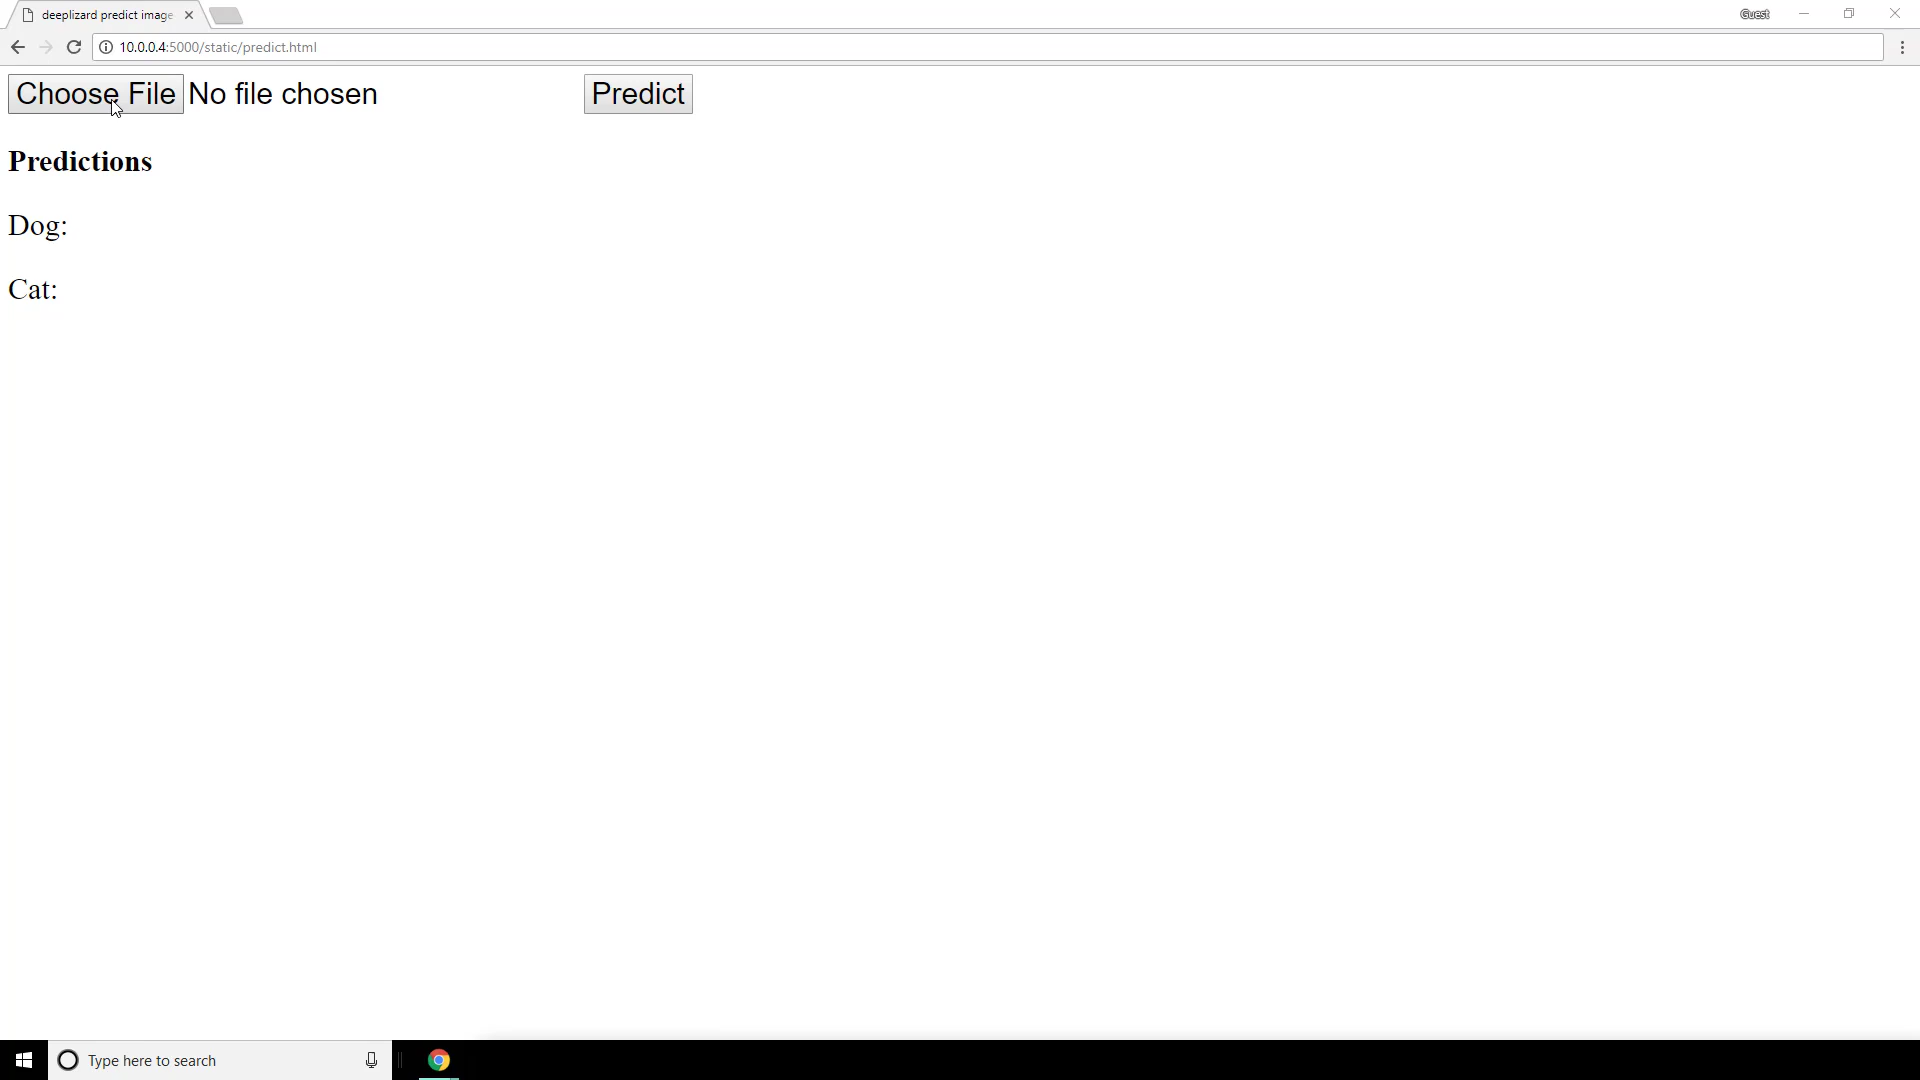 deeplizard predict image
Guest
10.0.0.4:5000/static/predict.html
Choose File No file chosen Predict
Predictions
Dog:
Cat:
Type here to search